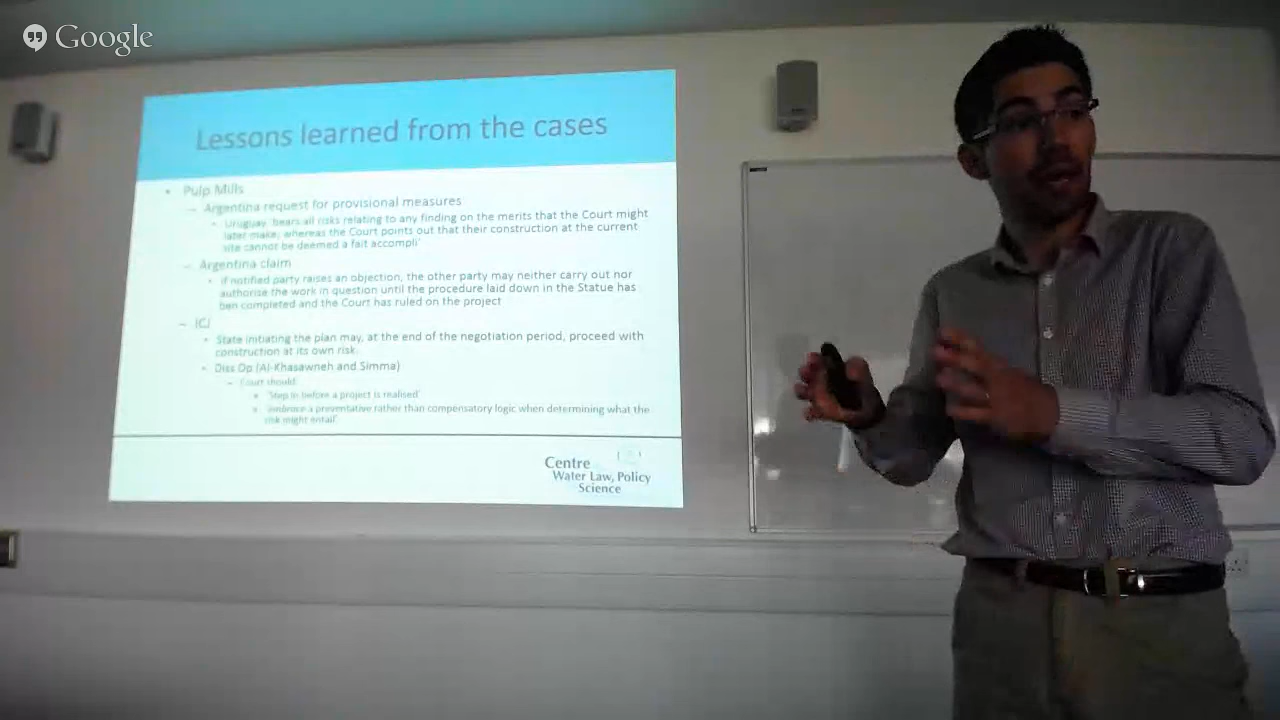 Google
Lessons learned from the cases
• Pulp Mills
– Argentina request for provisional measures
• Uruguay 'bears all risks relating to any finding on the merits that the Court might
later make, whereas the Court points out that their construction at the current
site cannot be deemed a fait accompli'
– Argentina claim
• If notified party raises an objection, the other party may neither carry out nor
authorise the work in question until the procedure laid down in the Statue has
ben completed and the Court has ruled on the project
– ICJ
• State initiating the plan may, at the end of the negotiation period, proceed with
construction at its own risk.
• Diss Op (Al-Khasawneh and Simma)
– Court should:
• 'Step in before a project is realised'
• 'embrace a preventative rather than compensatory logic when determining what the
risk might entail'.
Centre
Water Law, Policy
Science